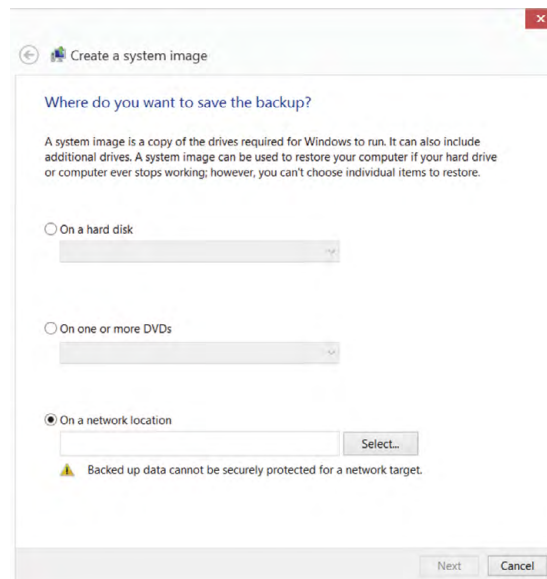 Create a system image
Where do you want to save the backup?
A system image is a copy of the drives required for Windows to run. It can also include
additional drives. A system image can be used to restore your computer if your hard drive
or computer ever stops working; however, you can't choose individual items to restore.
On a hard disk
On one or more DVDs
On a network location
Select...
Backed up data cannot be securely protected for a network target.
Next Cancel